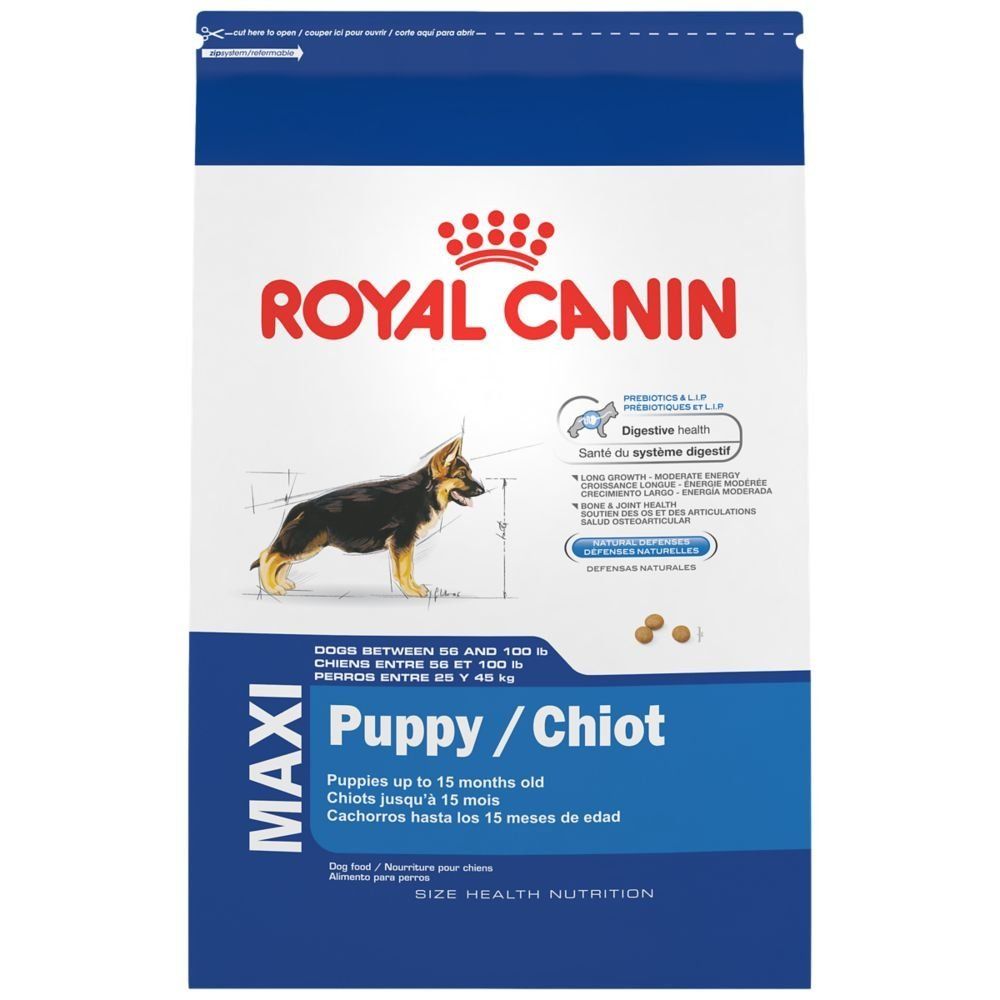 cut here to open / couper ici pour ouvrir / corte aquí para abrir
zipsystem/refermable
ROYAL CANIN
PREBIOTICS & L.I.P.
PRÉBIOTIQUES ET L.I.P.
Digestive health
Santé du système digestif
LONG GROWTH - MODERATE ENERGY
CROISSANCE LONGUE - ÉNERGIE MODÉRÉE
CRECIMIENTO LARGO - ENERGÍA MODERADA
BONE & JOINT HEALTH
SOUTIEN DES OS ET DES ARTICULATIONS
SALUD OSTEOARTICULAR
NATURAL DEFENSES
DÉFENSES NATURELLES
DEFENSAS NATURALES
DOGS BETWEEN 56 AND 100 lb
CHIENS ENTRE 56 ET 100 lb
PERROS ENTRE 25 Y 45 kg
MAXI
Puppy / Chiot
Puppies up to 15 months old
Chiots jusqu'à 15 mois
Cachorros hasta los 15 meses de edad
Dog food / Nourriture pour chiens
Alimento para perros
SIZE HEALTH NUTRITION